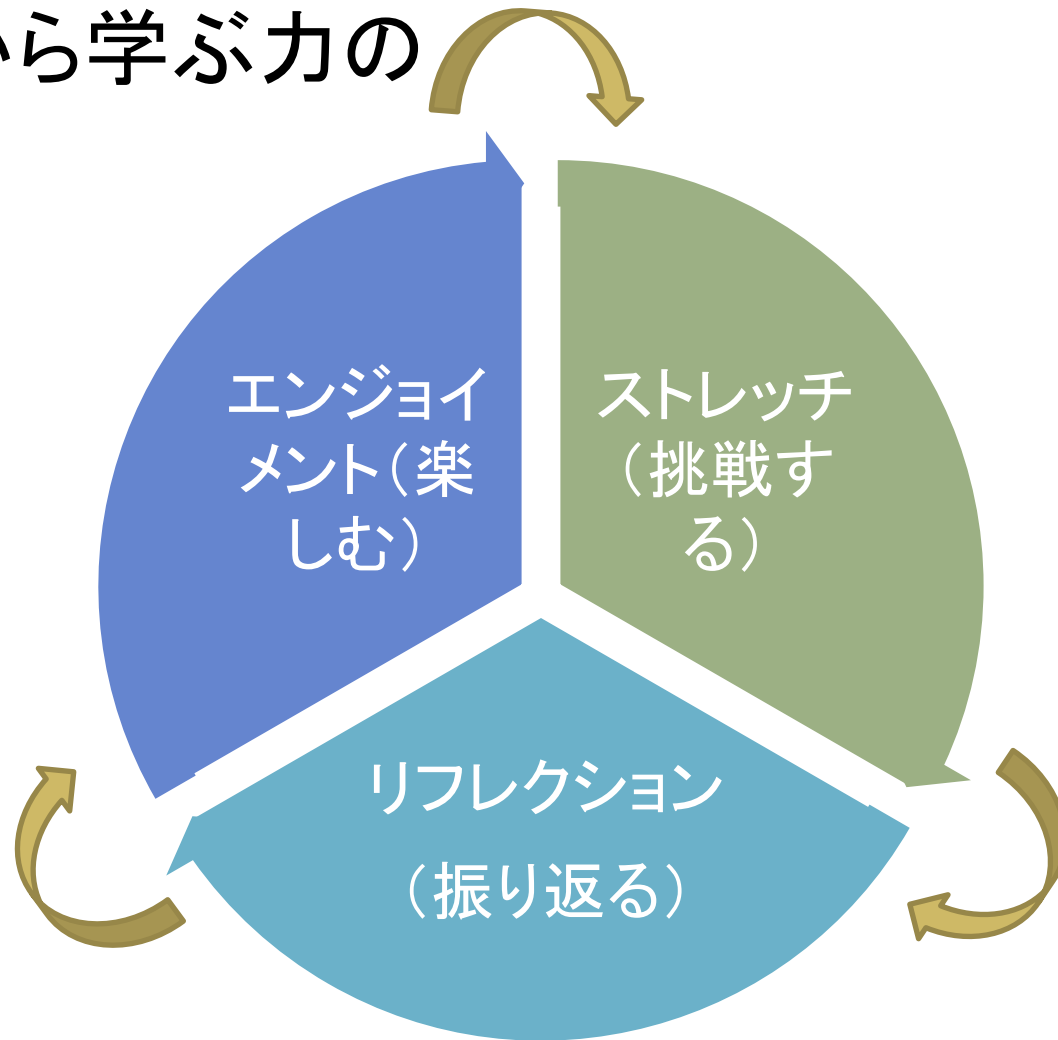 から学ぶ力の
エンジョイ
メント（楽
しむ）
ストレッチ
（挑戦す
る）
リフレクション
（振り返る）